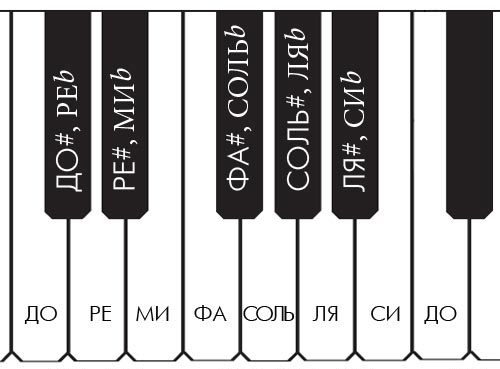 ДО#, РЕb
РЕ#, МИb
ФА#, СОЛЬb
СОЛЬ#, ЛЯb
ЛЯ#, СИb
ДО РЕ МИ ФА СОЛЬ ЛЯ СИ ДО